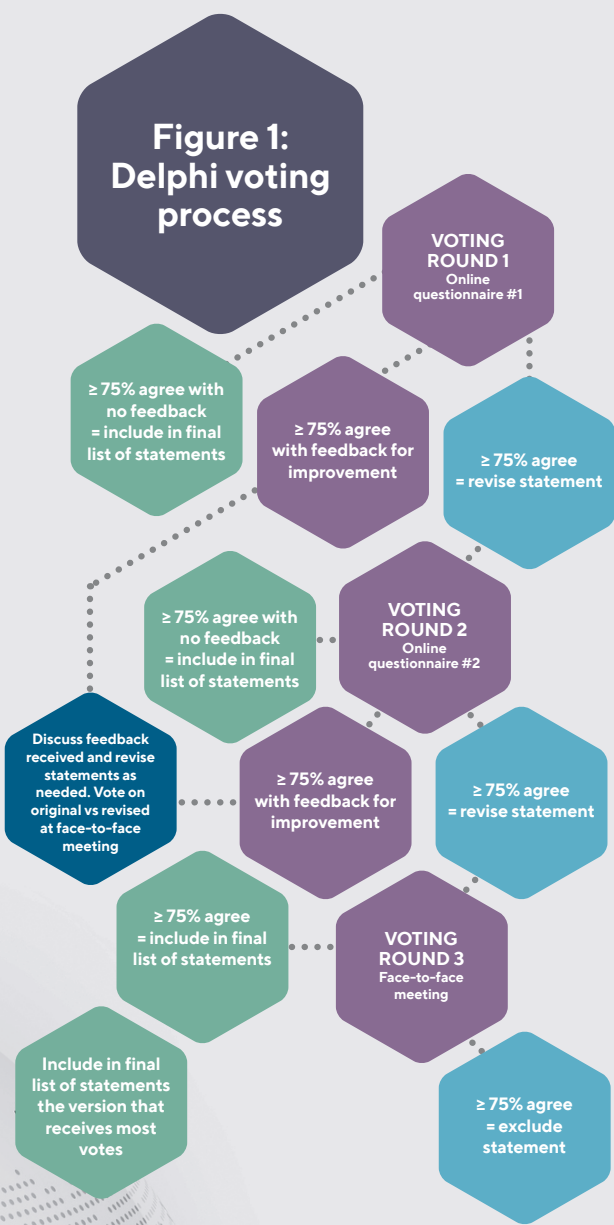 Figure 1:
Delphi voting
process
VOTING
ROUND 1
Online
questionnaire #1
≥ 75% agree with
no feedback
= include in final
list of statements
≥ 75% agree
with feedback for
improvement
≥ 75% agree
= revise statement
VOTING
ROUND 2
Online
questionnaire #2
≥ 75% agree with
no feedback
= include in final
list of statements
Discuss feedback
received and revise
statements as
needed. Vote on
original vs revised
at face-to-face
meeting
≥ 75% agree
with feedback for
improvement
≥ 75% agree
= revise statement
≥ 75% agree
= include in final
list of statements
VOTING
ROUND 3
Face-to-face
meeting
Include in final
list of statements
the version that
receives most
votes
≥ 75% agree
= exclude
statement